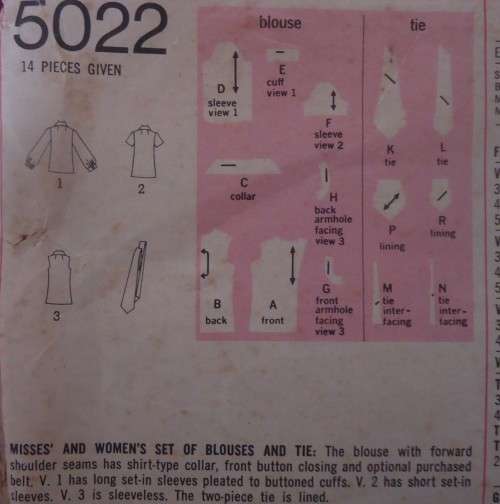 5022
14 PIECES GIVEN
1
2
3
blouse
D
sleeve
view 1
E
cuff
view 1
F
sleeve
view 2
C
collar
H
back
armhole
facing
view 3
B
back
A
front
G
front
armhole
facing
view 3
tie
K
tie
L
tie
P
lining
R
lining
M
tie
inter-
facing
N
tie
inter-
facing
MISSES' AND WOMEN'S SET OF BLOUSES AND TIE: The blouse with forward
shoulder seams has shirt-type collar, front button closing and optional purchased
belt. V. 1 has long set-in sleeves pleated to buttoned cuffs. V. 2 has short set-in
sleeves. V. 3 is sleeveless. The two-piece tie is lined.